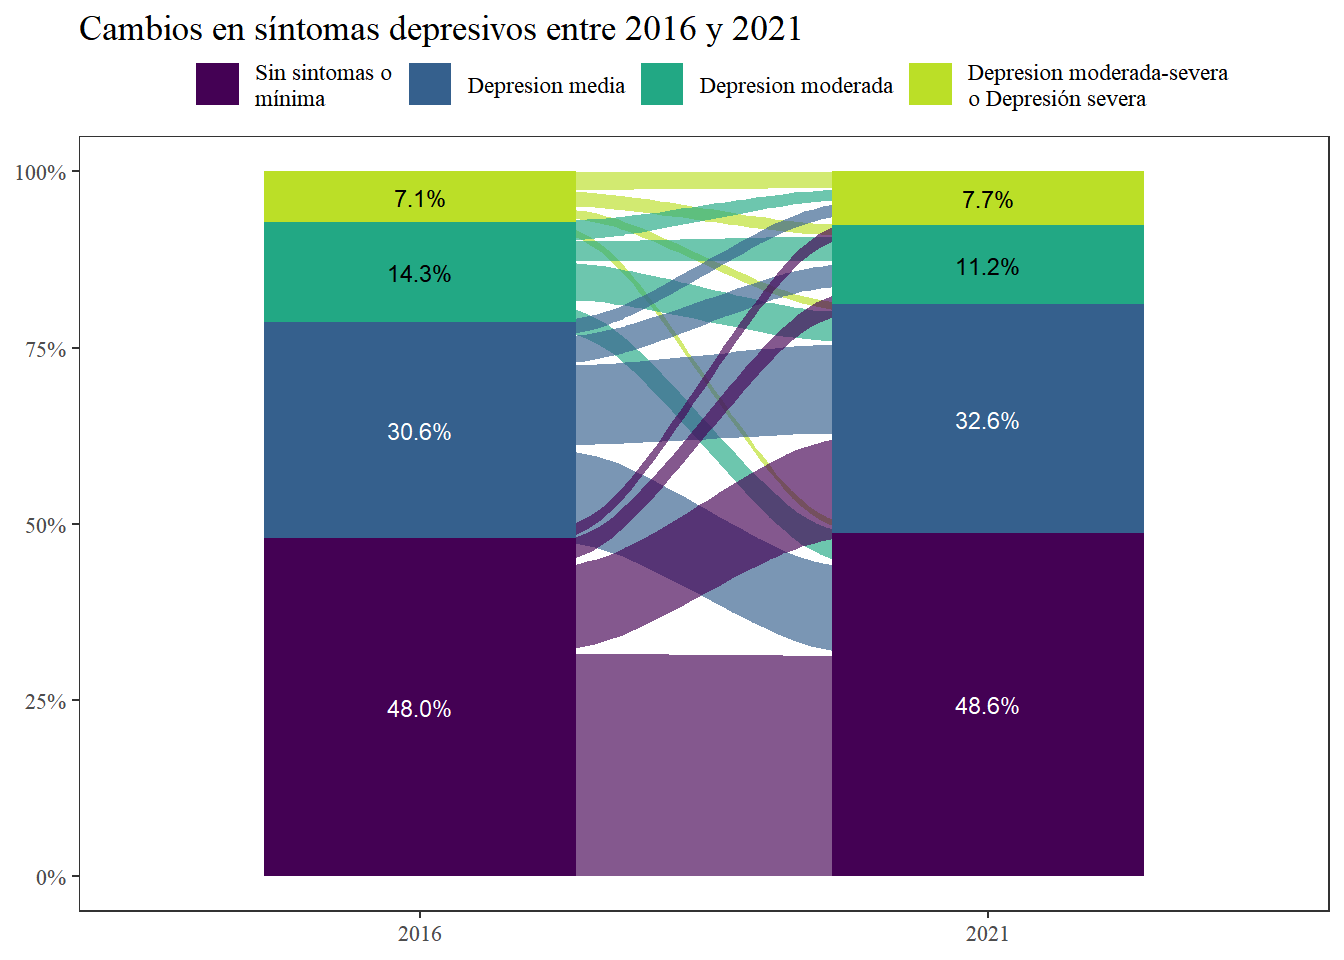 Cambios en síntomas depresivos entre 2016 y 2021
Sin sintomas o
mínima
Depresion media
Depresion moderada
Depresion moderada-severa
o Depresión severa
100%
75%
50%
25%
0%
7.1%
14.3%
30.6%
48.0%
7.7%
11.2%
32.6%
48.6%
2016
2021